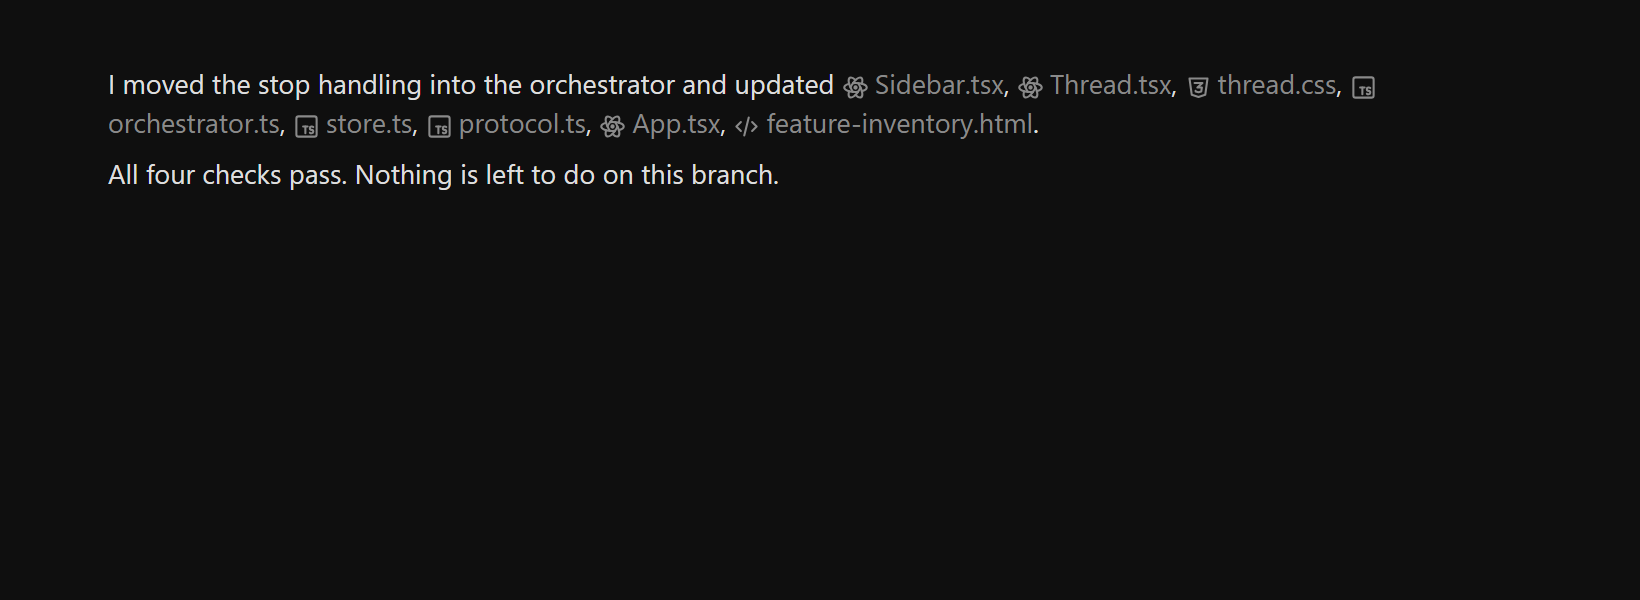 I moved the stop handling into the orchestrator and updated Sidebar.tsx, Thread.tsx, thread.css,
orchestrator.ts, store.ts, protocol.ts, App.tsx, feature-inventory.html.
All four checks pass. Nothing is left to do on this branch.